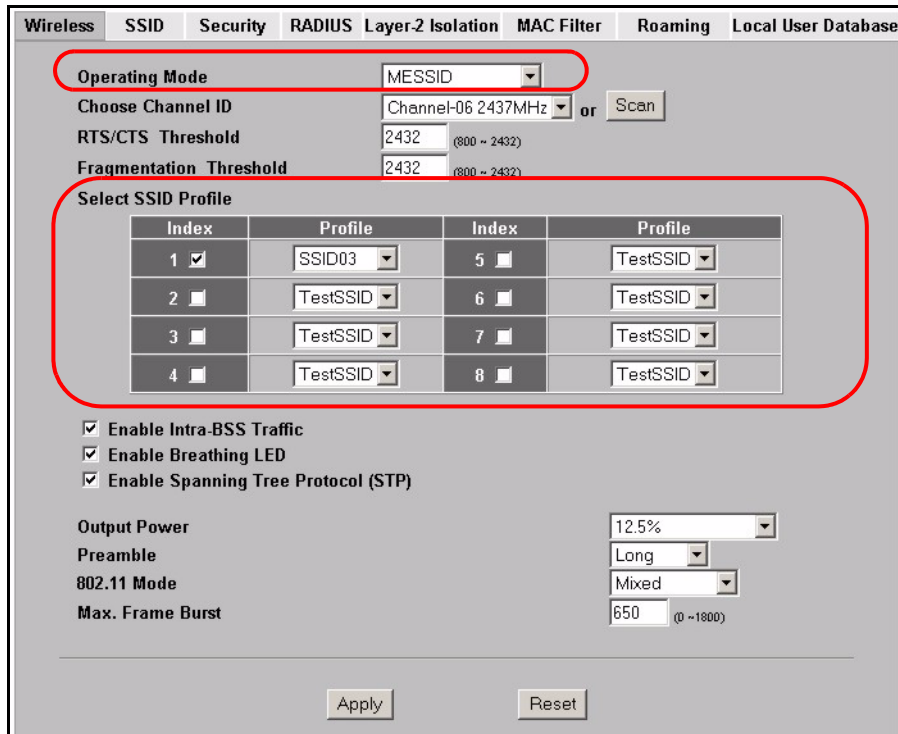 Wireless SSID Security RADIUS Layer-2 Isolation MAC Filter Roaming Local User Database
Operating Mode MESSID
Choose Channel ID Channel-06 2437MHz or Scan
RTS/CTS Threshold 2432 (800 ~ 2432)
Fragmentation Threshold 2432 (800 ~ 2432)
Select SSID Profile
Index Profile Index Profile
1 SSID03 5 TestSSID
2 TestSSID 6 TestSSID
3 TestSSID 7 TestSSID
4 TestSSID 8 TestSSID
Enable Intra-BSS Traffic
Enable Breathing LED
Enable Spanning Tree Protocol (STP)
Output Power 12.5%
Preamble Long
802.11 Mode Mixed
Max. Frame Burst 650 (0 ~1800)
Apply Reset